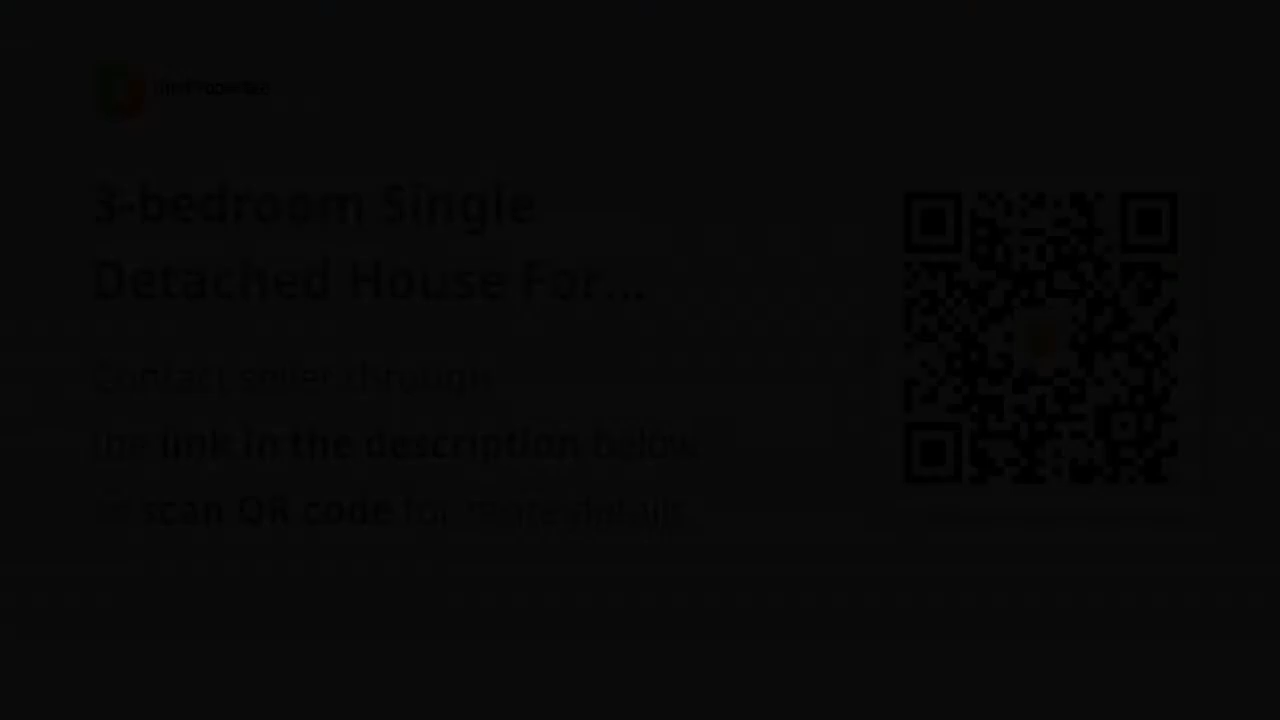 3-bedroom Single
Detached House For...
Contact seller through
the link in the description below
or scan QR code for more details.